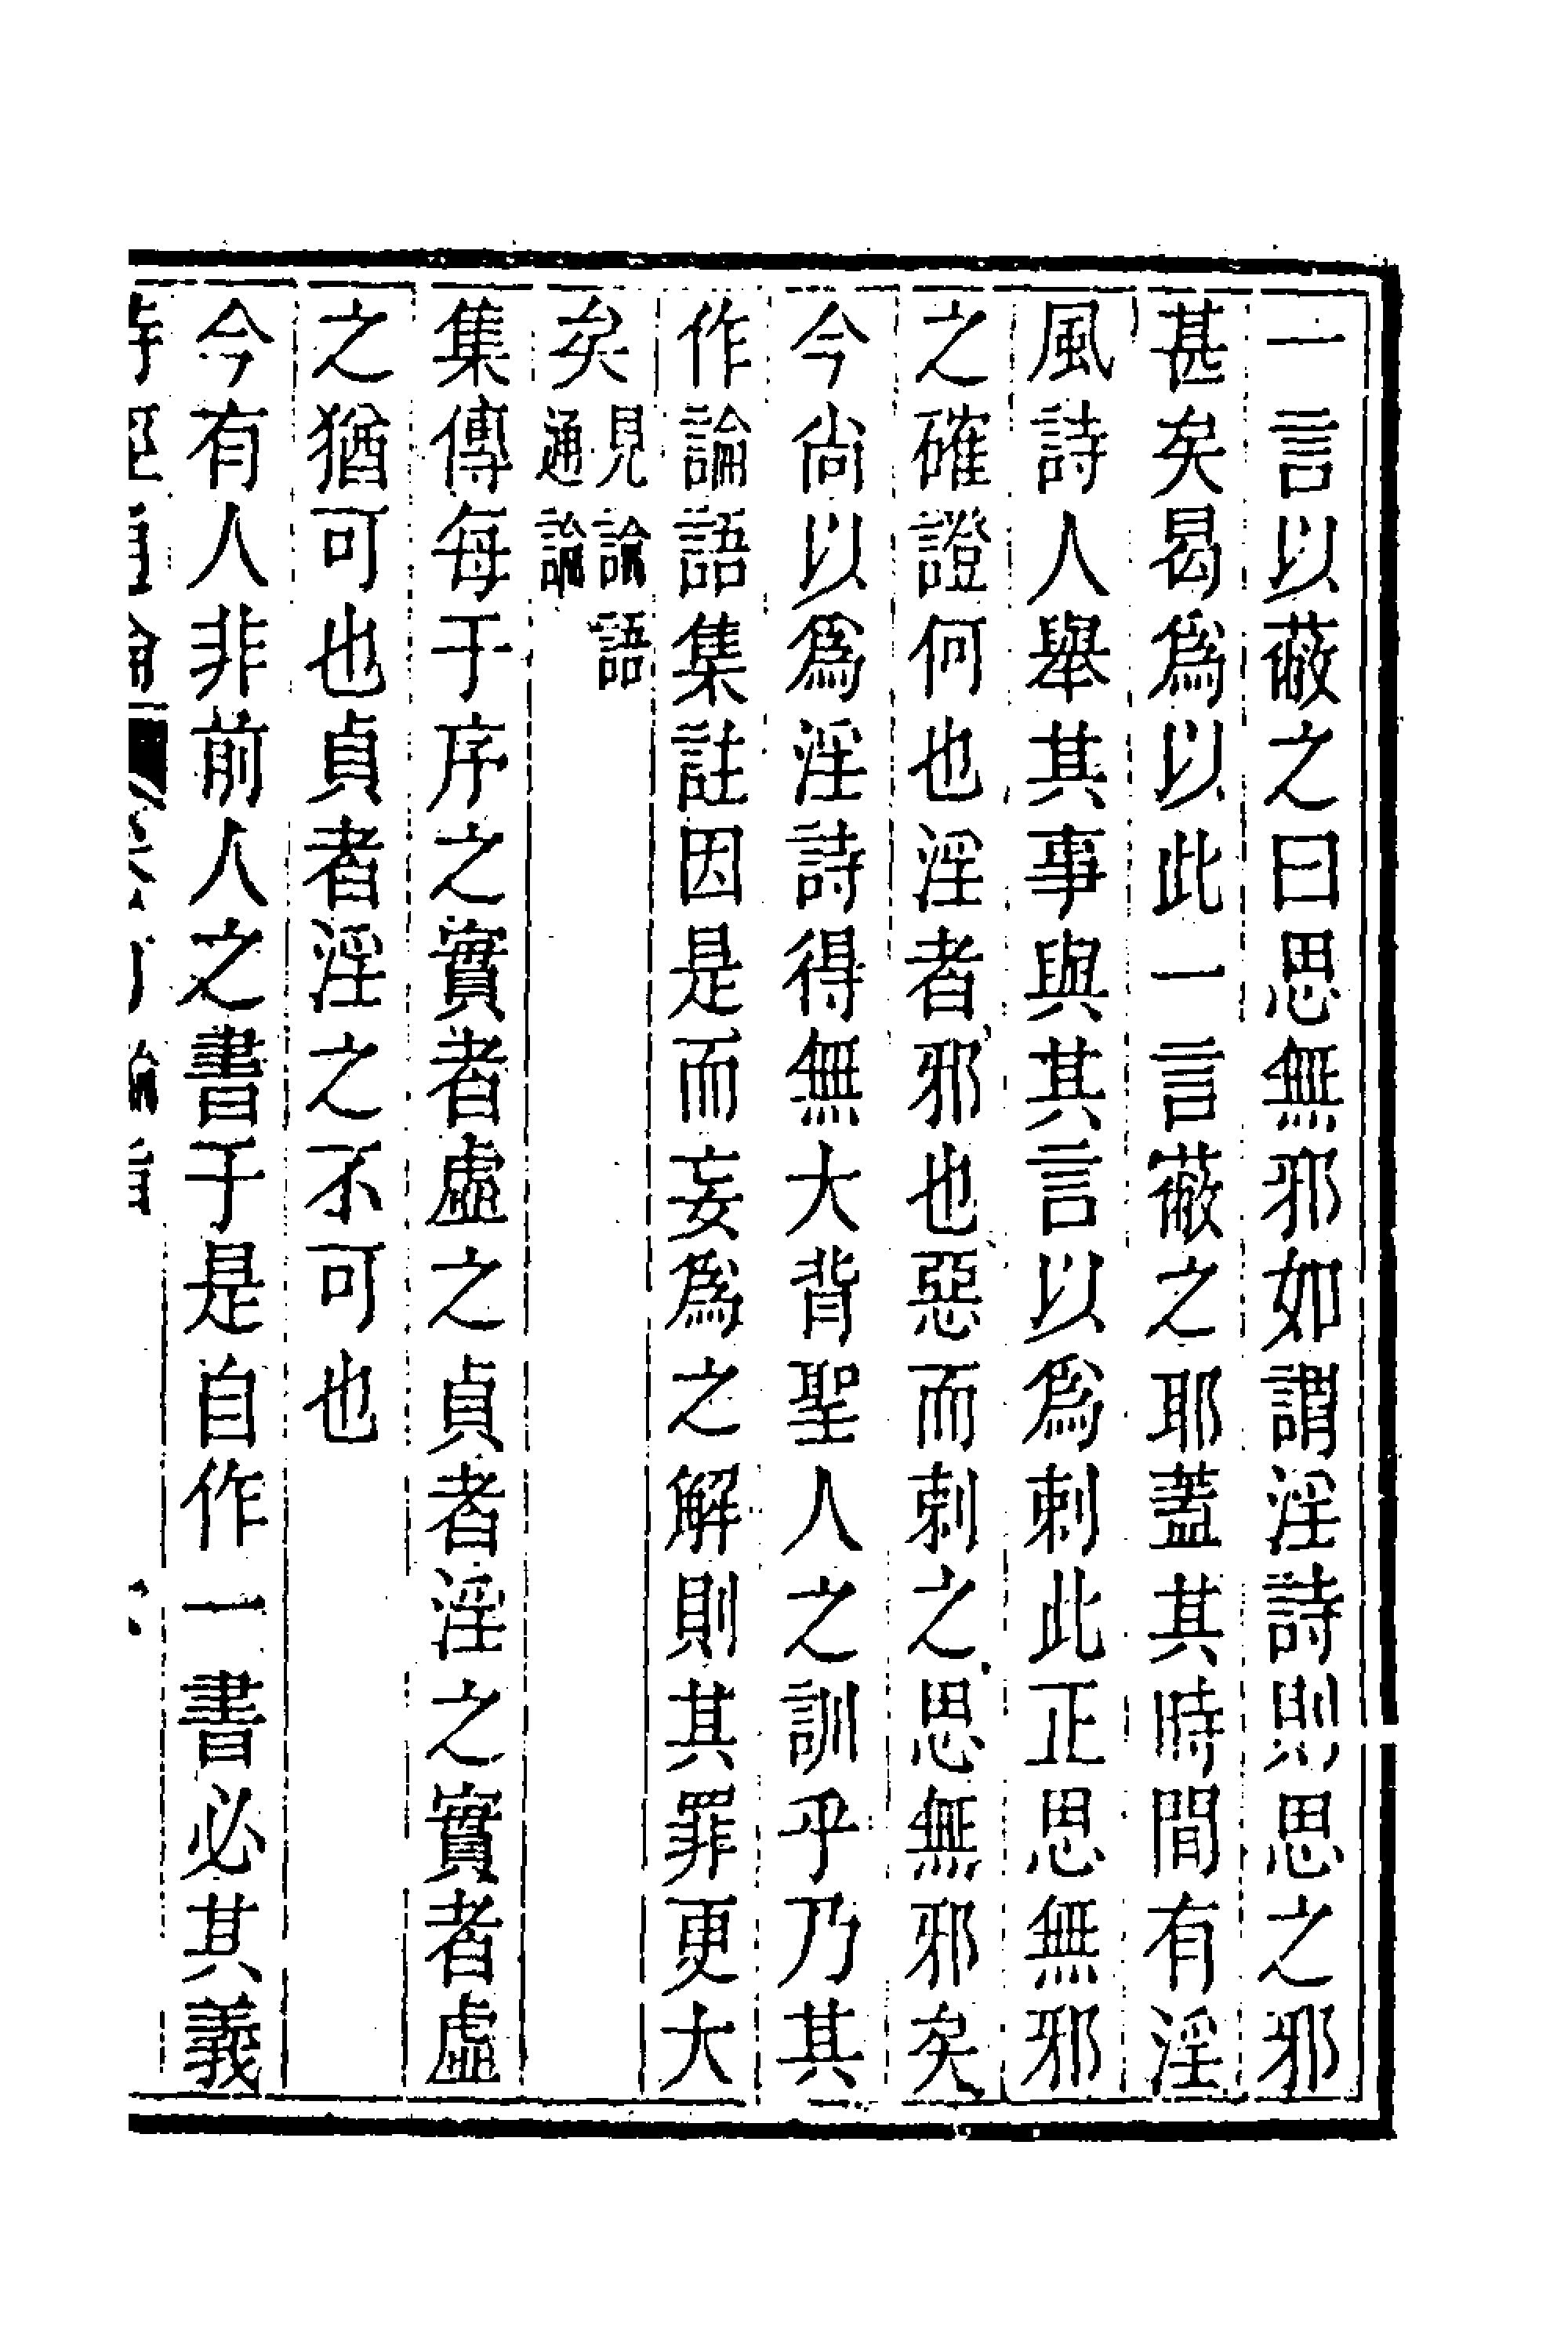 一言以蔽之曰思無邪如謂淫詩則思之邪
甚矣曷爲以此一言蔽之耶蓋其時間有淫
風詩人舉其事與其言以爲刺此正思無邪
之確證何也淫者邪也惡而刺之思無邪矣
今尚以爲淫詩得無大背聖人之訓乎乃其
作論語集註因是而妄爲之解則其罪更大
矣
見論語
通論
集傳每于序之實者虛之貞者淫之實者虛
之猶可也貞者淫之不可也
今有人非前人之書于是自作一書必其義